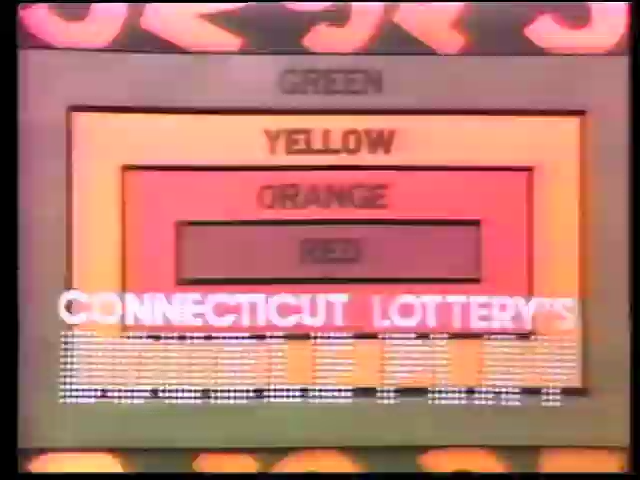 GREEN
YELLOW
ORANGE
RED
CONNECTICUT LOTTERY'S